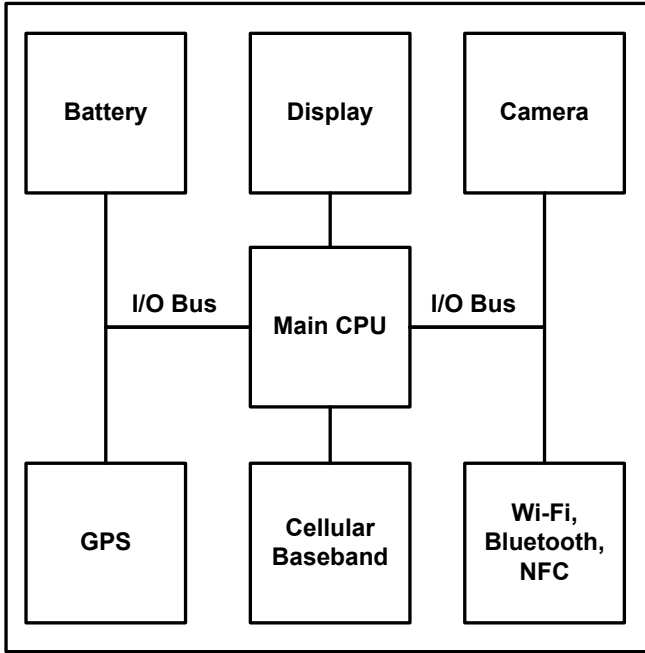 Battery
Display
Camera
I/O Bus
Main CPU
I/O Bus
GPS
Cellular
Baseband
Wi-Fi,
Bluetooth,
NFC